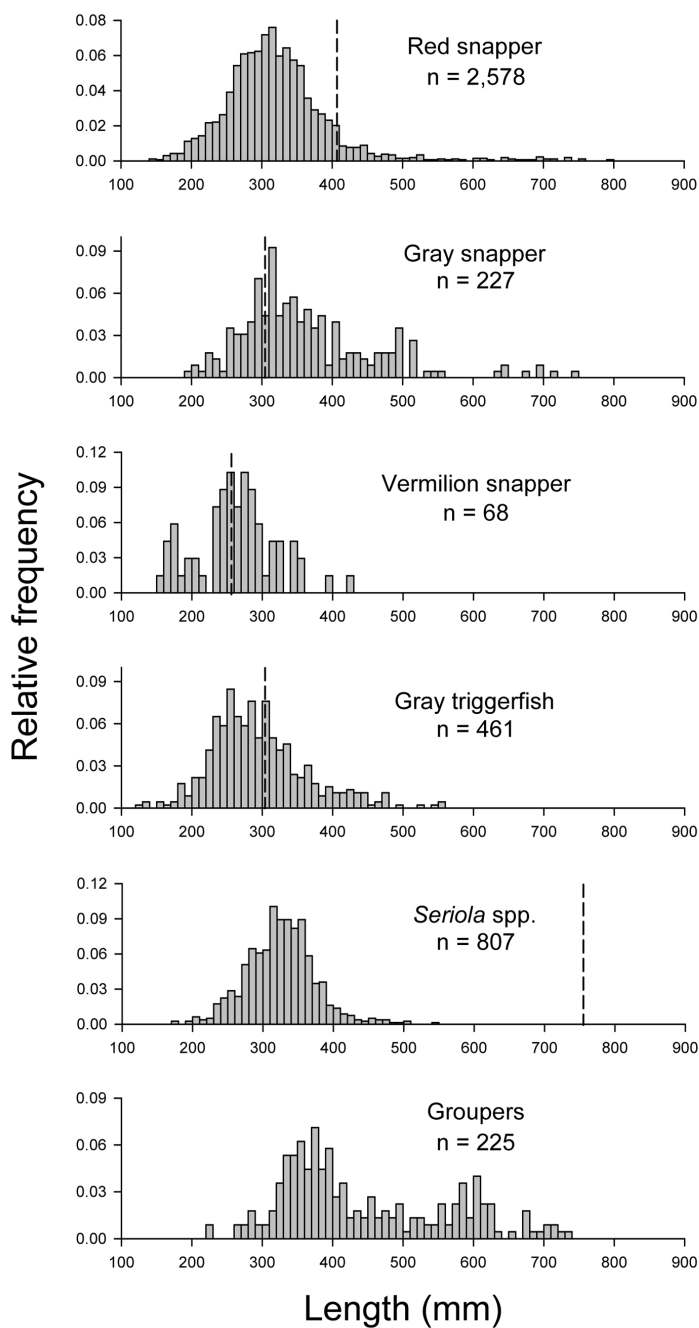 Relative frequency
0.08
0.06
0.04
0.02
0.00
Red snapper
n = 2,578
100 200 300 400 500 600 700 800 900
0.09
0.06
0.03
0.00
Gray snapper
n = 227
100 200 300 400 500 600 700 800 900
0.12
0.09
0.06
0.03
0.00
Vermilion snapper
n = 68
100 200 300 400 500 600 700 800 900
0.09
0.06
0.03
0.00
Gray triggerfish
n = 461
100 200 300 400 500 600 700 800 900
0.12
0.09
0.06
0.03
0.00
Seriola spp.
n = 807
100 200 300 400 500 600 700 800 900
0.09
0.06
0.03
0.00
Groupers
n = 225
100 200 300 400 500 600 700 800 900
Length (mm)